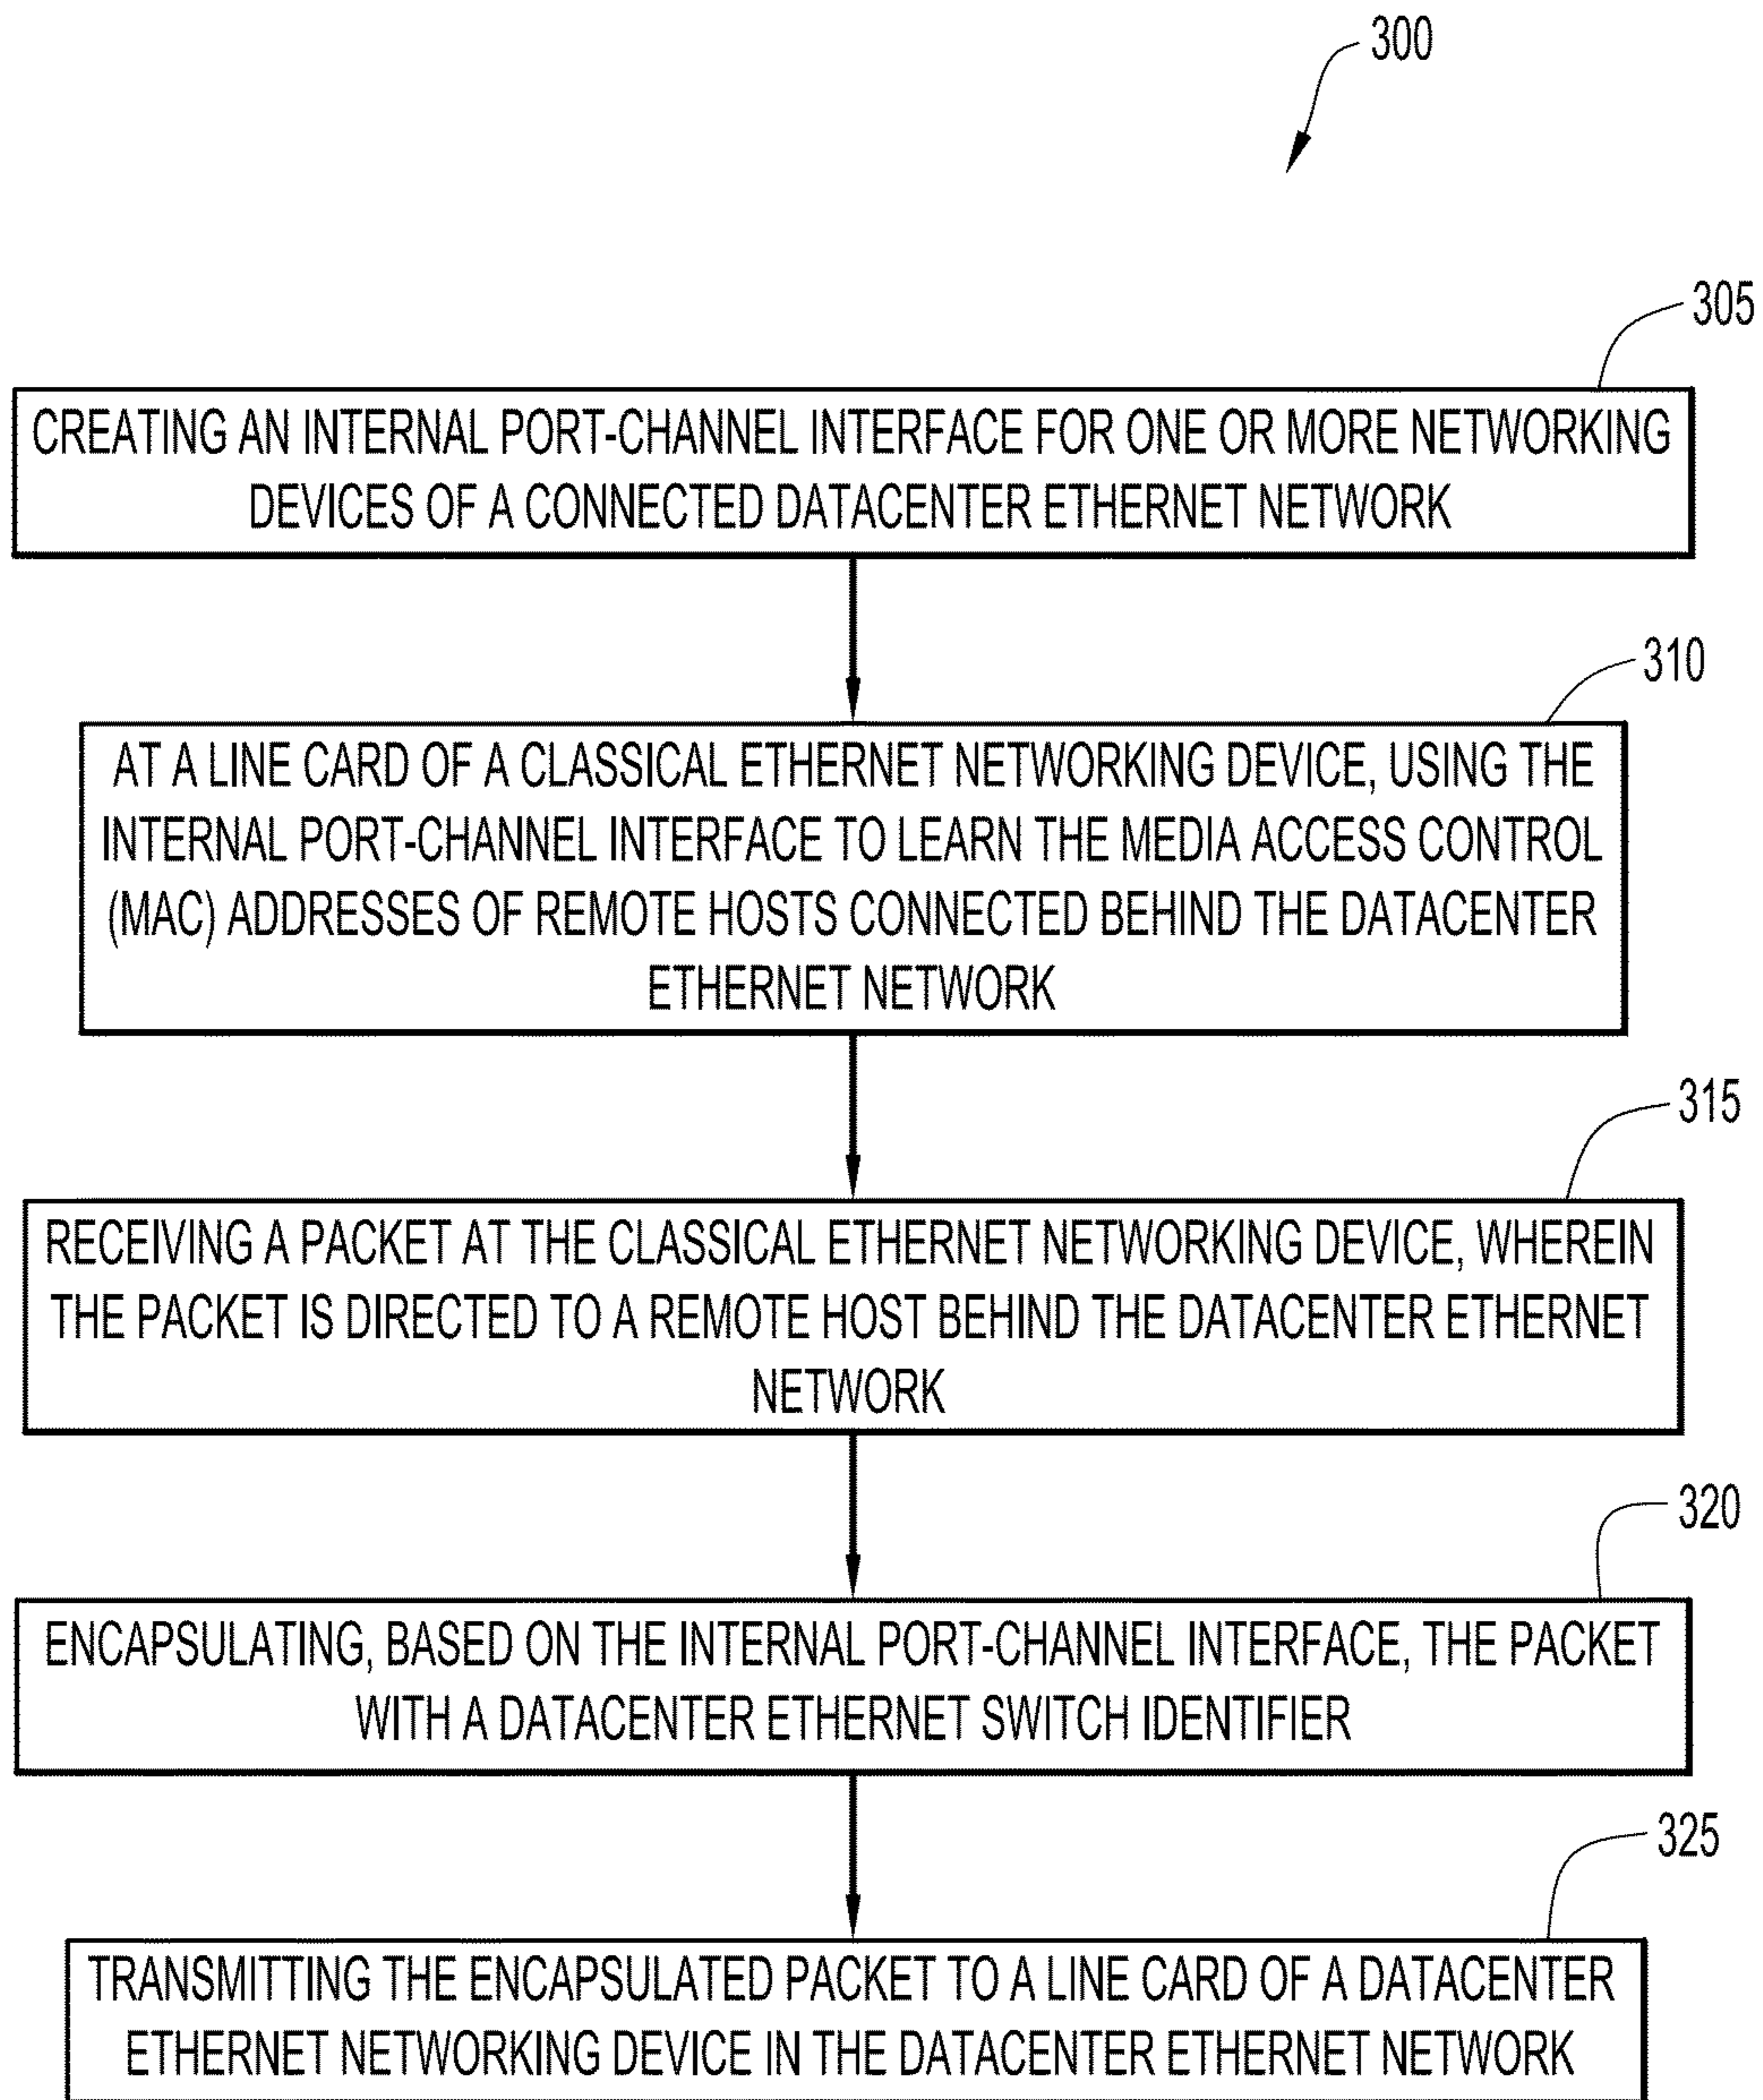 300
305
CREATING AN INTERNAL PORT-CHANNEL INTERFACE FOR ONE OR MORE NETWORKING
DEVICES OF A CONNECTED DATACENTER ETHERNET NETWORK
310
AT A LINE CARD OF A CLASSICAL ETHERNET NETWORKING DEVICE, USING THE
INTERNAL PORT-CHANNEL INTERFACE TO LEARN THE MEDIA ACCESS CONTROL
(MAC) ADDRESSES OF REMOTE HOSTS CONNECTED BEHIND THE DATACENTER
ETHERNET NETWORK
315
RECEIVING A PACKET AT THE CLASSICAL ETHERNET NETWORKING DEVICE, WHEREIN
THE PACKET IS DIRECTED TO A REMOTE HOST BEHIND THE DATACENTER ETHERNET
NETWORK
320
ENCAPSULATING, BASED ON THE INTERNAL PORT-CHANNEL INTERFACE, THE PACKET
WITH A DATACENTER ETHERNET SWITCH IDENTIFIER
325
TRANSMITTING THE ENCAPSULATED PACKET TO A LINE CARD OF A DATACENTER
ETHERNET NETWORKING DEVICE IN THE DATACENTER ETHERNET NETWORK